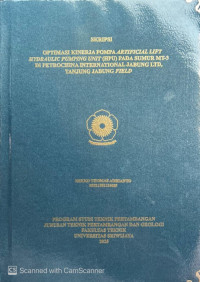 SKRIPSI
OPTIMASI KINERJA POMPA ARTIFICIAL LIFT
HYDRAULIC PUMPING UNIT (HPU) PADA SUMUR MT-3
DI PETROCHINA INTERNATIONAL JABUNG LTD,
TANJUNG JABUNG FIELD
PROGRAM STUDI TEKNIK PERTAMBANGAN
JURUSAN TEKNIK PERTAMBANGAN DAN GEOLOGI
FAKULTAS TEKNIK
UNIVERSITAS SRIWIJAYA
CS Scanned with CamScanner